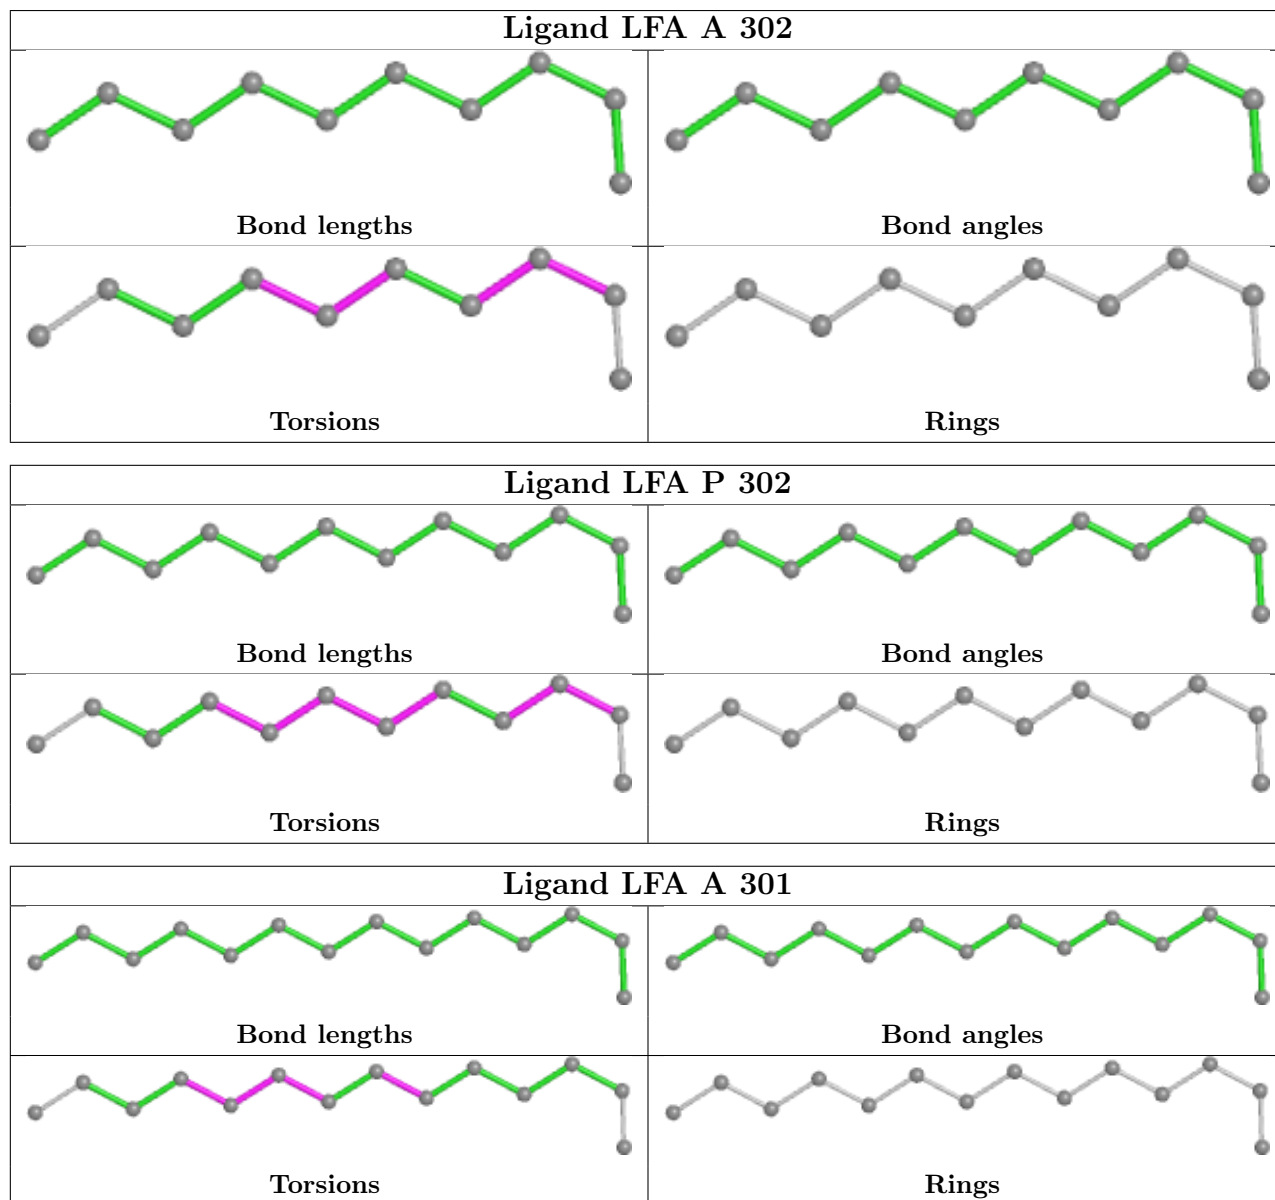 Ligand LFA A 302
Bond lengths
Bond angles
Torsions
Rings
Ligand LFA P 302
Bond lengths
Bond angles
Torsions
Rings
Ligand LFA A 301
Bond lengths
Bond angles
Torsions
Rings